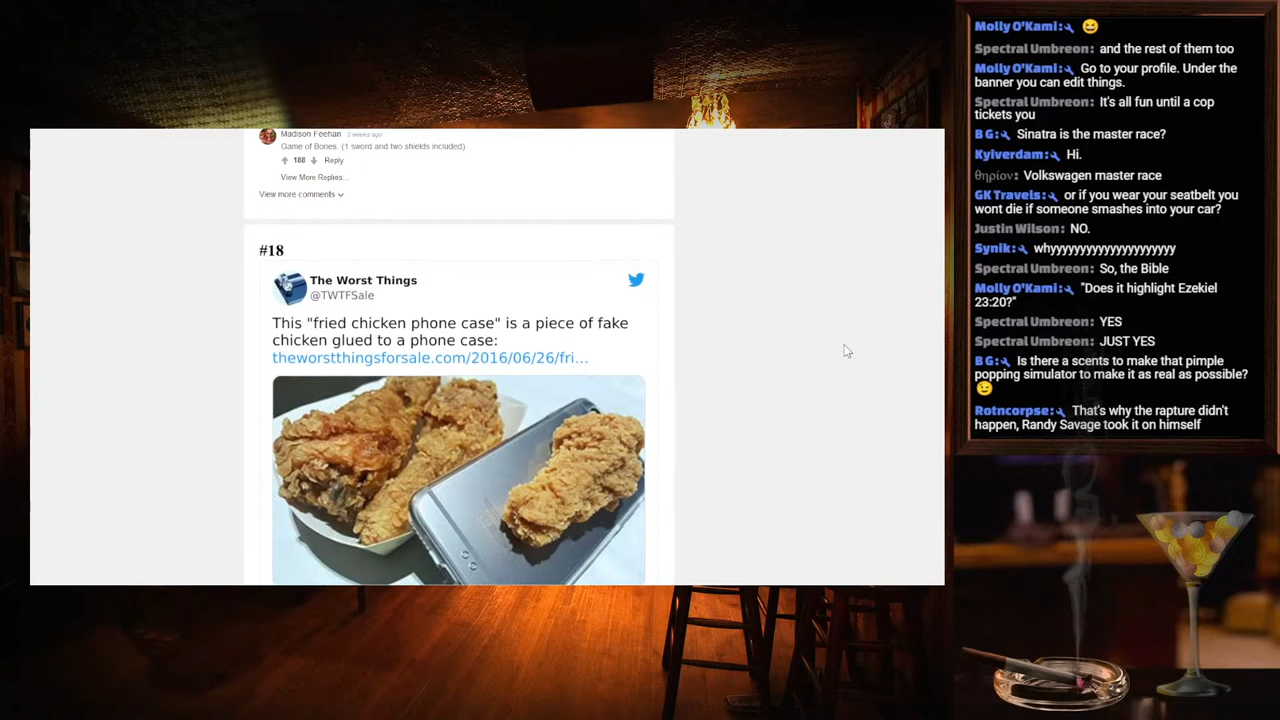 Madison Feehan 2 weeks ago
Game of Bones. (1 sword and two shields included)
188 Reply
View More Replies...
View more comments
#18
The Worst Things
@TWTFSale
This "fried chicken phone case" is a piece of fake
chicken glued to a phone case:
theworstthingsforsale.com/2016/06/26/fri...
Molly O'Kami: 😆
Spectral Umbreon: and the rest of them too
Molly O'Kami: Go to your profile. Under the
banner you can edit things.
Spectral Umbreon: It's all fun until a cop
tickets you
B G: Sinatra is the master race?
Kyiverdam: Hi.
θηρίον: Volkswagen master race
GK Travels: or if you wear your seatbelt you
wont die if someone smashes into your car?
Justin Wilson: NO.
Synik: whyyyyyyyyyyyyyyyyyyy
Spectral Umbreon: So, the Bible
Molly O'Kami: "Does it highlight Ezekiel
23:20?"
Spectral Umbreon: YES
Spectral Umbreon: JUST YES
B G: Is there a scents to make that pimple
popping simulator to make it as real as possible?
😉
Rotncorpse: That's why the rapture didn't
happen, Randy Savage took it on himself